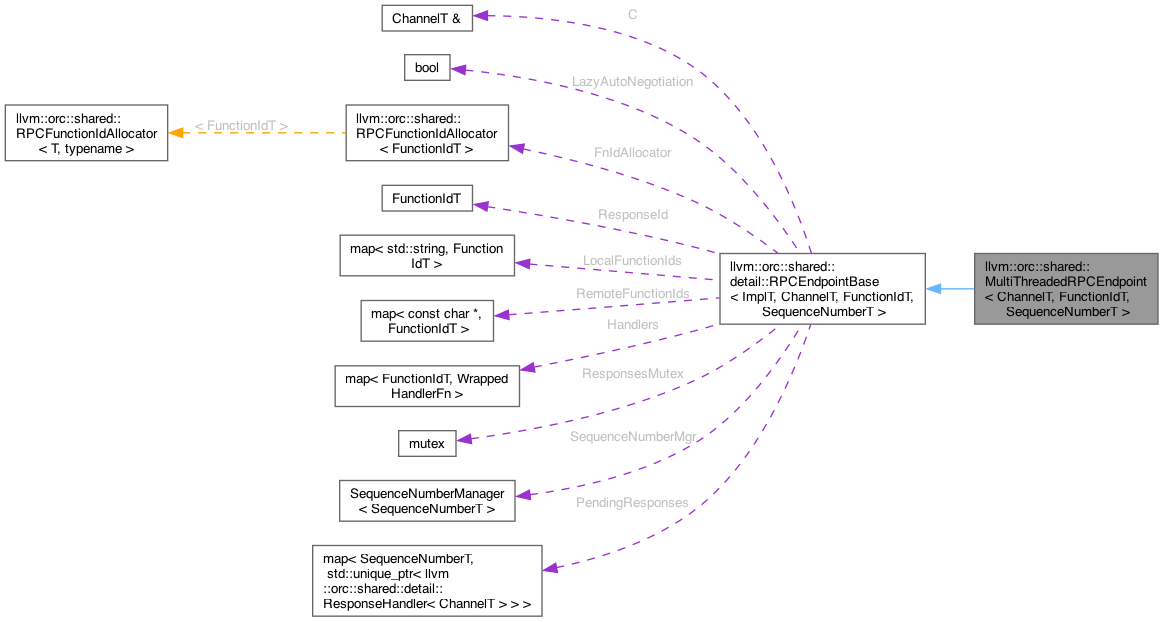 ChannelT &
C
bool
LazyAutoNegotiation
llvm::orc::shared::
RPCFunctionIdAllocator
< T, typename >
< FunctionIdT >
llvm::orc::shared::
RPCFunctionIdAllocator
< FunctionIdT >
FnIdAllocator
FunctionIdT
ResponseId
map< std::string, Function
IdT >
LocalFunctionIds
map< const char *,
FunctionIdT >
RemoteFunctionIds
map< FunctionIdT, Wrapped
HandlerFn >
Handlers
mutex
ResponsesMutex
SequenceNumberManager
< SequenceNumberT >
SequenceNumberMgr
map< SequenceNumberT,
std::unique_ptr< llvm
::orc::shared::detail::
ResponseHandler< ChannelT > > >
PendingResponses
llvm::orc::shared::
detail::RPCEndpointBase
< ImplT, ChannelT, FunctionIdT,
SequenceNumberT >
llvm::orc::shared::
MultiThreadedRPCEndpoint
< ChannelT, FunctionIdT,
SequenceNumberT >